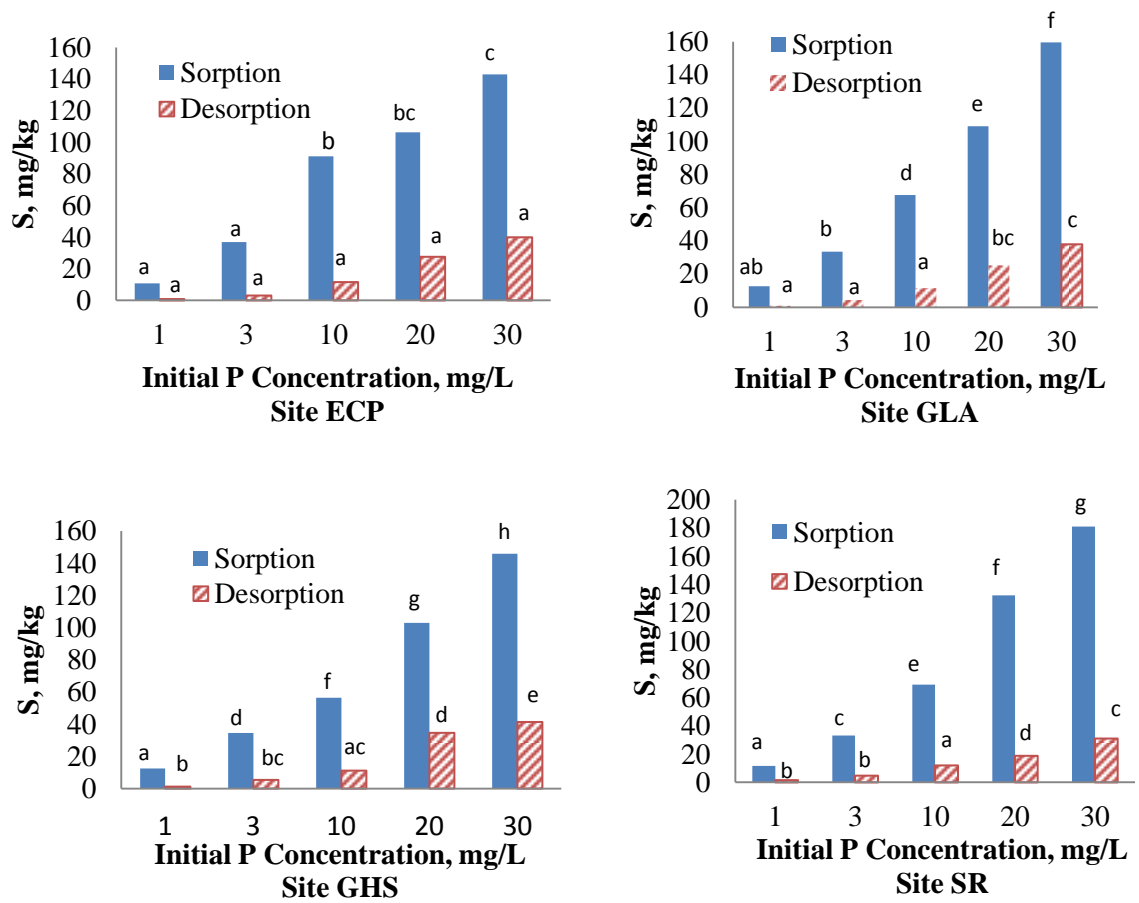 160
140
120
100
80
60
40
20
0
S, mg/kg
Sorption
Desorption
a
a
a
a
b
a
bc
a
c
a
1 3 10 20 30
Initial P Concentration, mg/L
Site ECP
160
140
120
100
80
60
40
20
0
S, mg/kg
Sorption
Desorption
ab
a
b
a
d
a
e
bc
f
c
1 3 10 20 30
Initial P Concentration, mg/L
Site GLA
160
140
120
100
80
60
40
20
0
S, mg/kg
Sorption
Desorption
a
b
d
bc
f
ac
g
d
h
e
1 3 10 20 30
Initial P Concentration, mg/L
Site GHS
200
180
160
140
120
100
80
60
40
20
0
S, mg/kg
Sorption
Desorption
a
b
c
b
e
a
f
d
g
c
1 3 10 20 30
Initial P Concentration, mg/L
Site SR